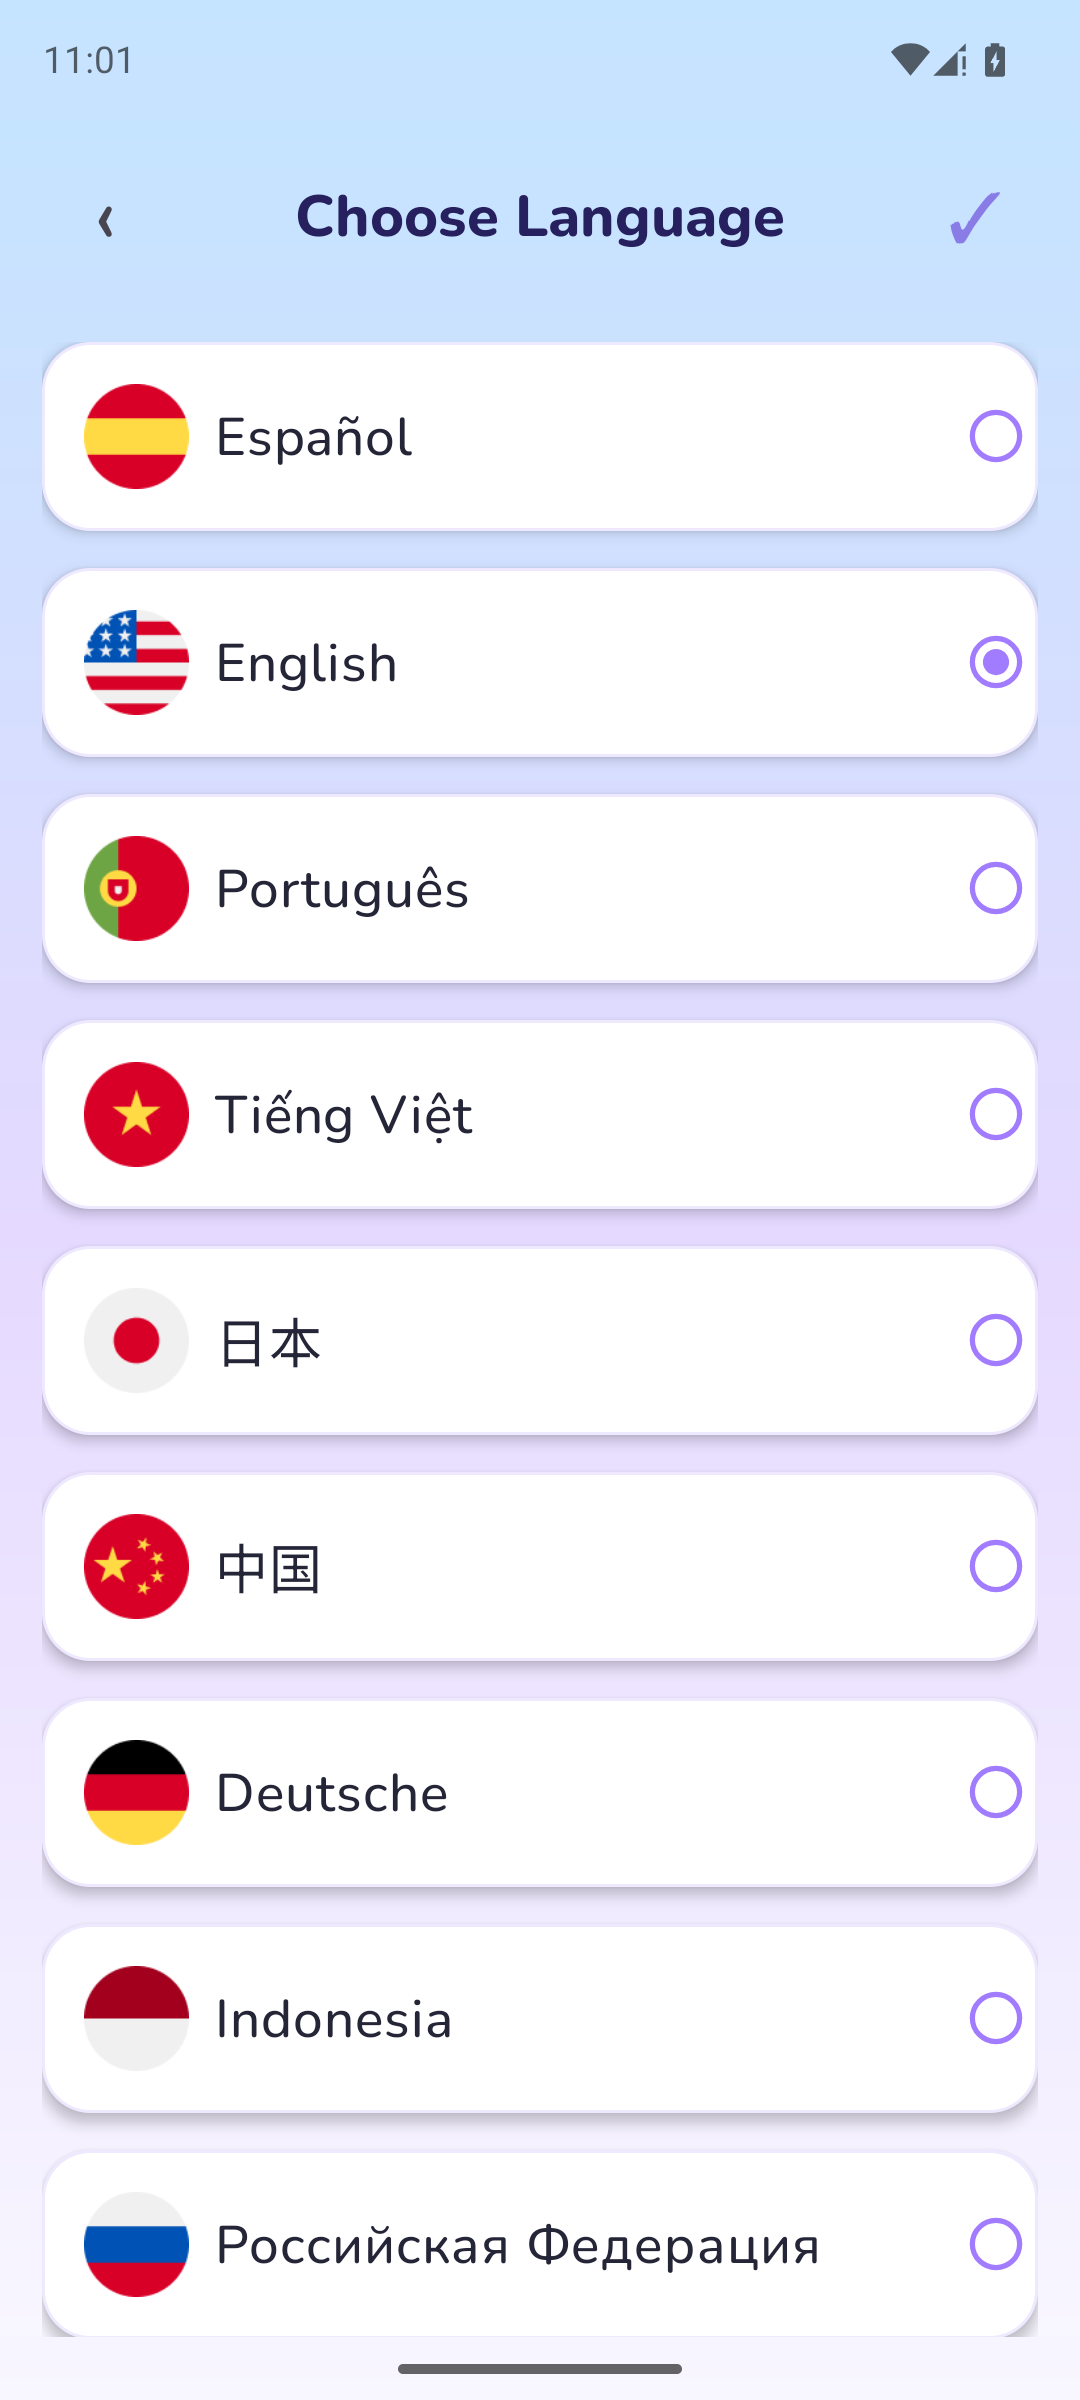 11:01
Choose Language
Español
English
Português
Tiếng Việt
日本
中国
Deutsche
Indonesia
Российская Федерация